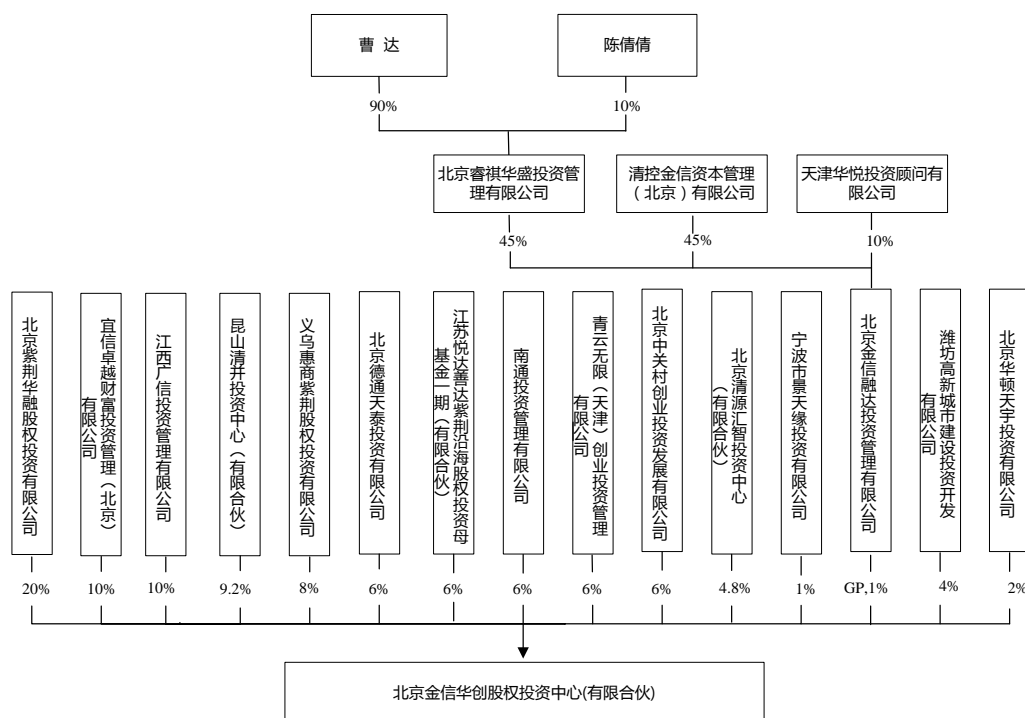 曹 达
陈倩倩
90%
10%
北京睿祺华盛投资管
理有限公司
清控金信资本管理
（北京）有限公司
天津华悦投资顾问有
限公司
45%
45%
10%
北京紫荆华融股权投资有限公司
宜信卓越财富投资管理（北京）
有限公司
江西广信投资管理有限公司
昆山清井投资中心（有限合伙）
义乌惠商紫荆股权投资有限公司
北京德通天泰投资有限公司
江苏悦达善达紫荆沿海股权投资母
基金一期（有限合伙）
南通投资管理有限公司
青云无限（天津）创业投资管理
有限公司
北京中关村创业投资发展有限公司
北京清源汇智投资中心
（有限合伙）
宁波市景天缘投资有限公司
北京金信融达投资管理有限公司
潍坊高新城市建设投资开发
有限公司
北京华顿天宇投资有限公司
20%
10%
10%
9.2%
8%
6%
6%
6%
6%
6%
4.8%
1%
GP,1%
4%
2%
北京金信华创股权投资中心(有限合伙)